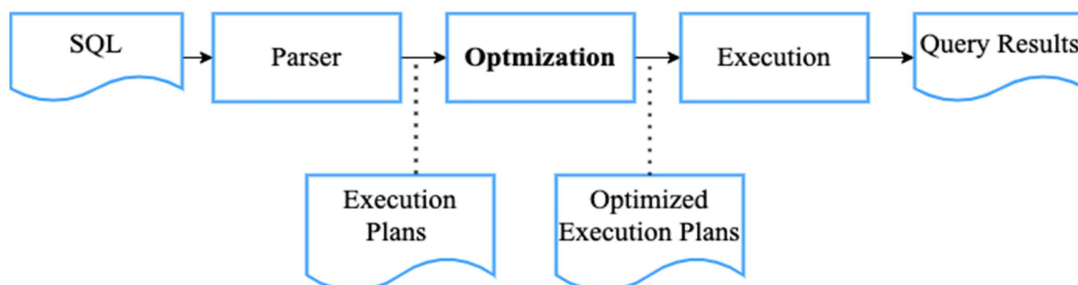 SQL
Parser
Optmization
Execution
Query Results
Execution
Plans
Optimized
Execution Plans